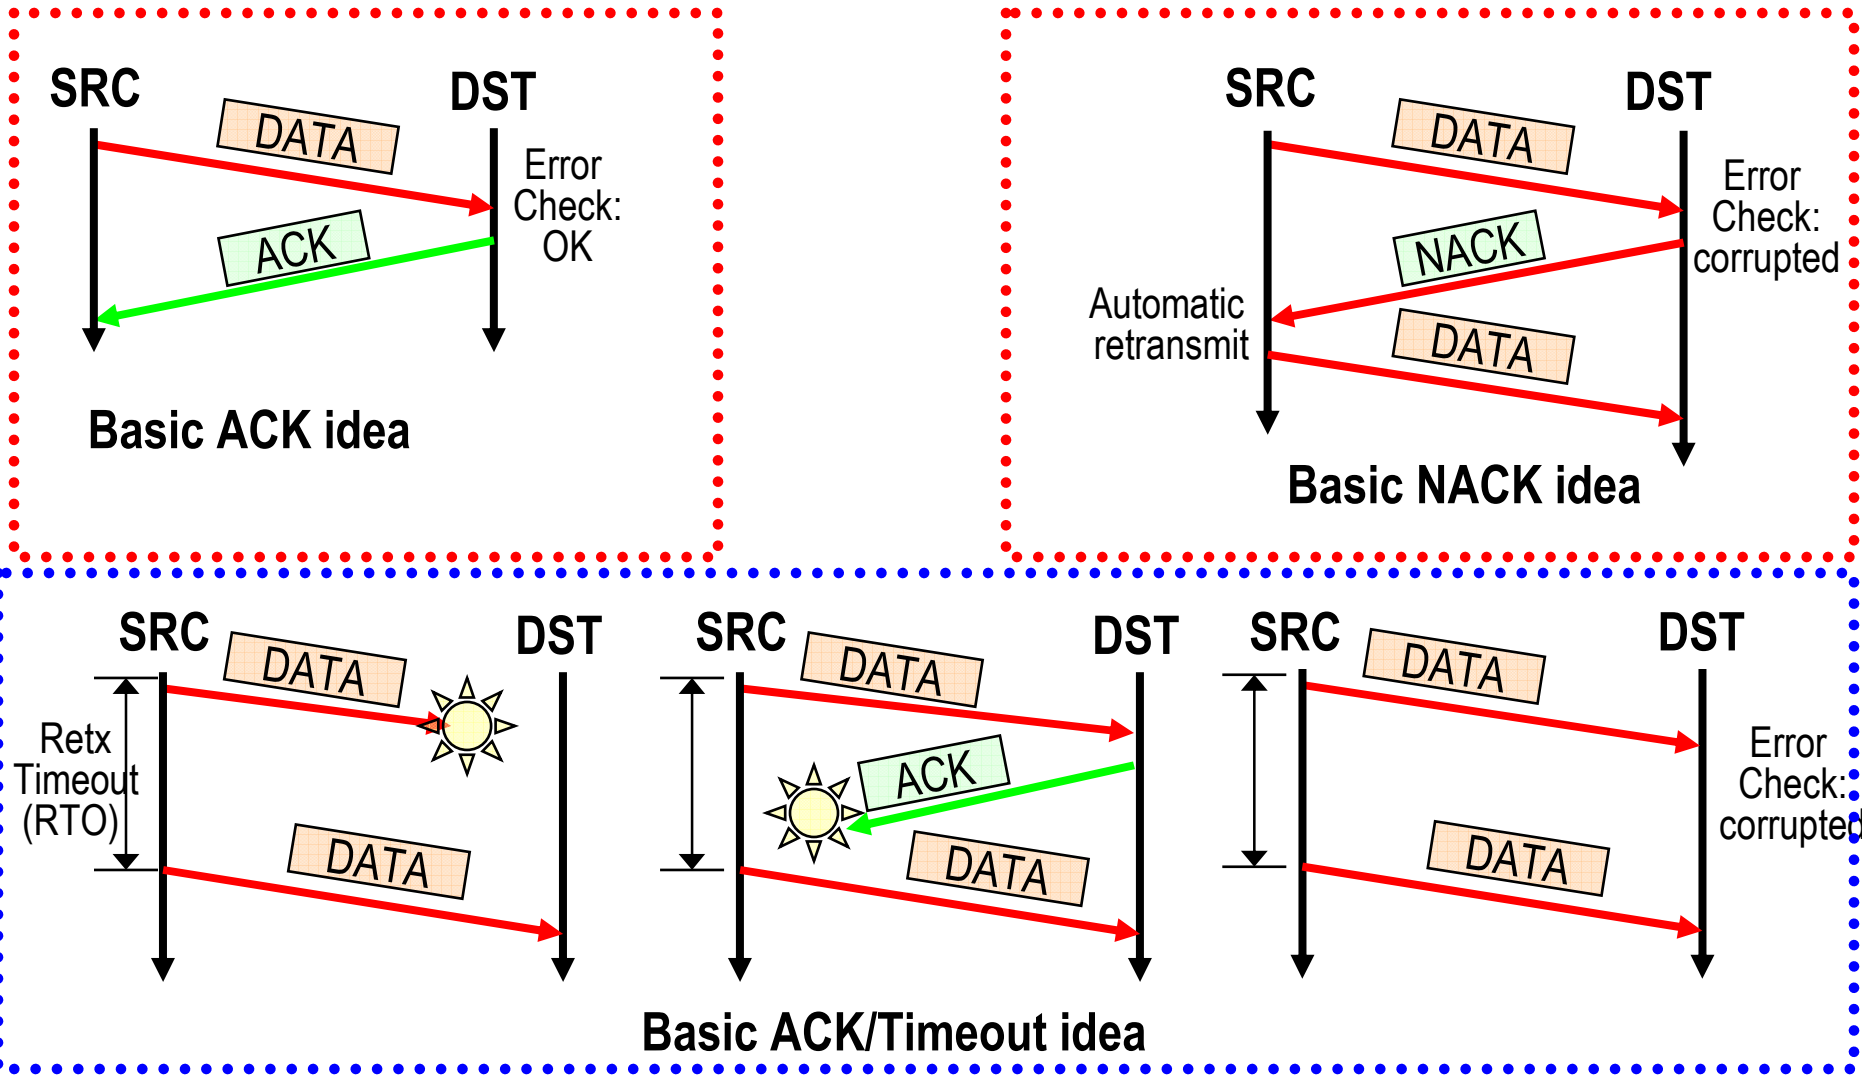 SRC
DST
DATA
Error
Check:
OK
ACK
Basic ACK idea
SRC
DST
DATA
Error
Check:
corrupted
NACK
Automatic
retransmit
DATA
Basic NACK idea
SRC
DST
DATA
Retx
Timeout
(RTO)
DATA
SRC
DST
DATA
ACK
DATA
SRC
DST
DATA
Error
Check:
corrupted
DATA
Basic ACK/Timeout idea